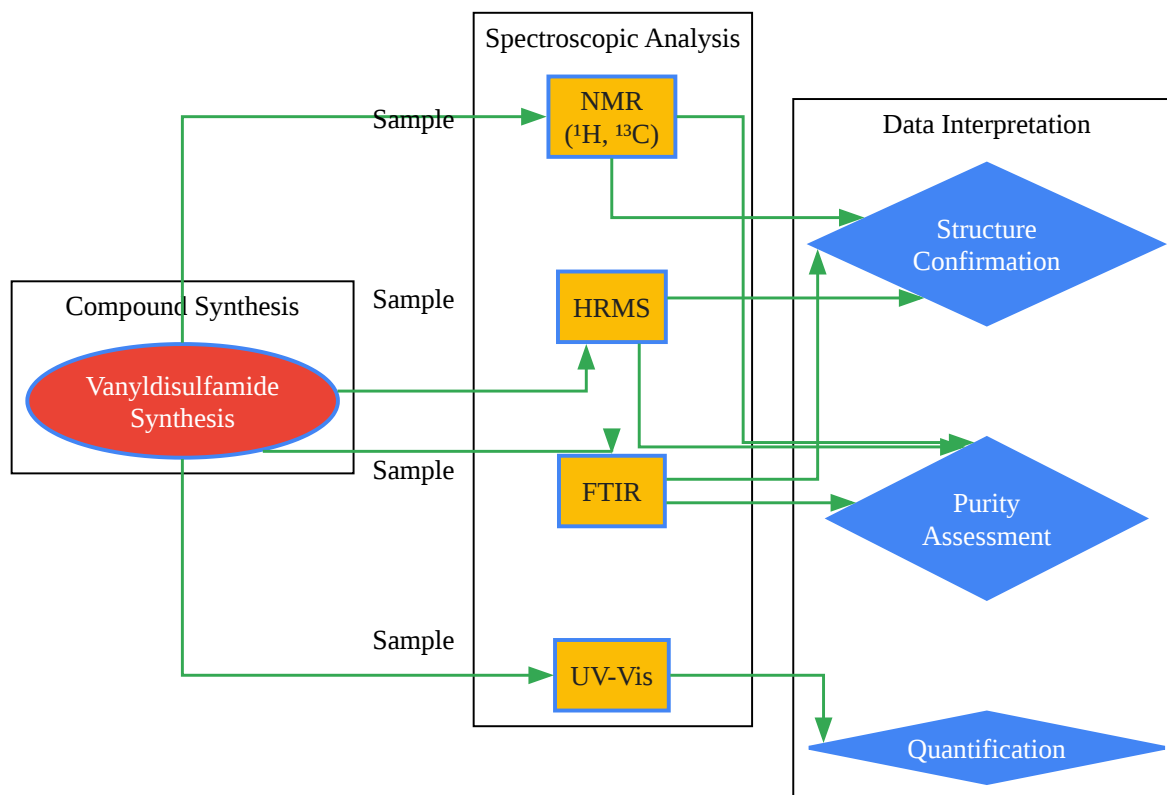 Spectroscopic Analysis
NMR
(¹H, ¹³C)
Sample
Data Interpretation
Structure
Confirmation
Sample
HRMS
Compound Synthesis
Vanyldisulfamide
Synthesis
Sample
FTIR
Purity
Assessment
Sample
UV-Vis
Quantification